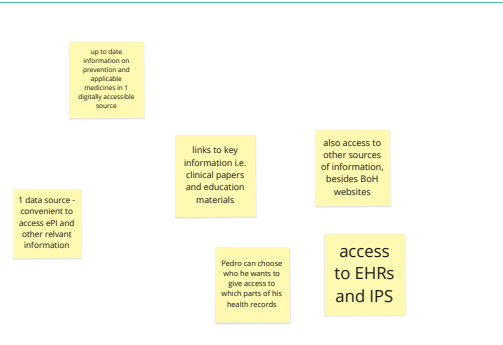 up to date
information on
prevention and
applicable
medicines in 1
digitally accessible
source
links to key
information i.e.
clinical papers
and education
materials
also access to
other sources
of information,
besides BoH
websites
1 data source -
convenient to
access ePI and
other relvant
information
Pedro can choose
who he wants to
give access to
which parts of his
health records
access
to EHRs
and IPS